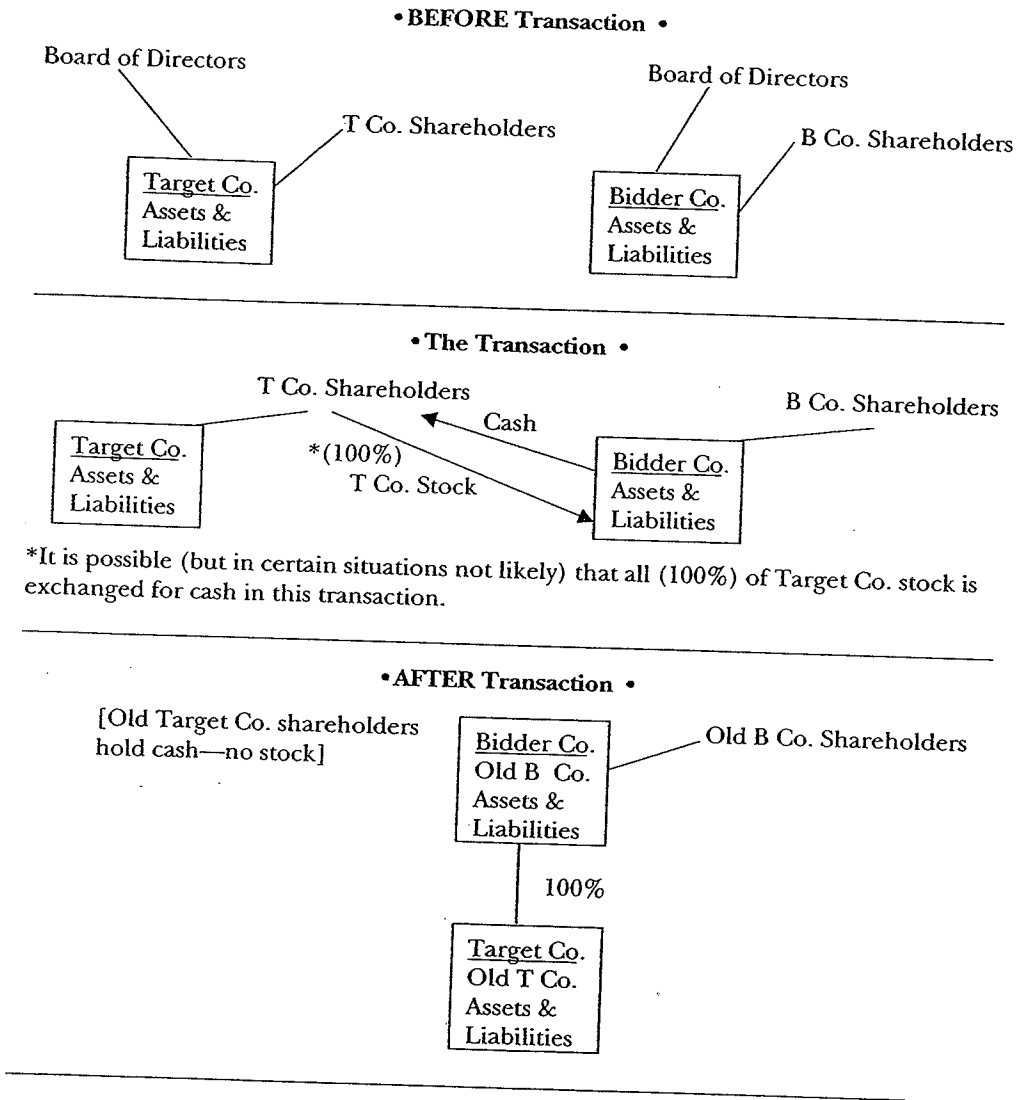 • BEFORE Transaction •
Board of Directors
T Co. Shareholders
Target Co.
Assets &
Liabilities
Board of Directors
B Co. Shareholders
Bidder Co.
Assets &
Liabilities
• The Transaction •
T Co. Shareholders
Cash
B Co. Shareholders
Target Co.
Assets &
Liabilities
*(100%)
T Co. Stock
Bidder Co.
Assets &
Liabilities
*It is possible (but in certain situations not likely) that all (100%) of Target Co. stock is
exchanged for cash in this transaction.
• AFTER Transaction •
[Old Target Co. shareholders
hold cash—no stock]
Bidder Co.
Old B Co.
Assets &
Liabilities
Old B Co. Shareholders
100%
Target Co.
Old T Co.
Assets &
Liabilities